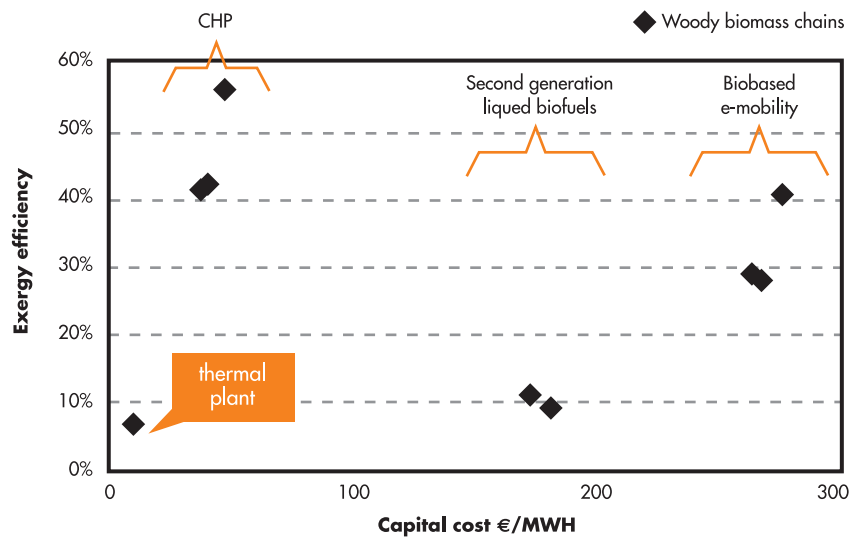 CHP
Woody biomass chains
Second generation
liqued biofuels
Biobased
e-mobility
60%
50%
40%
30%
20%
10%
0%
Exergy efficiency
thermal
plant
0
100
200
300
Capital cost €/MWH